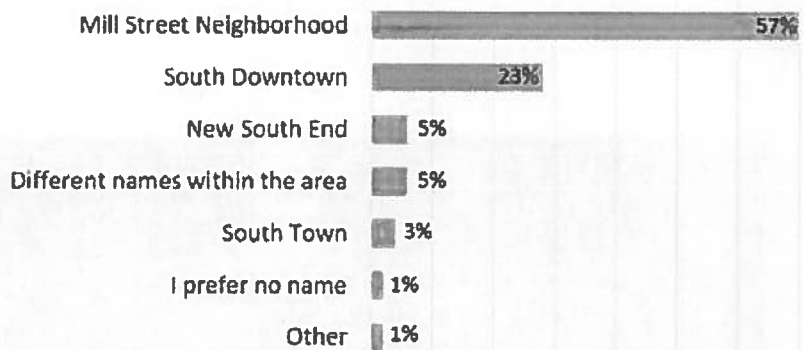 Mill Street Neighborhood 57%
South Downtown 23%
New South End 5%
Different names within the area 5%
South Town 3%
I prefer no name 1%
Other 1%